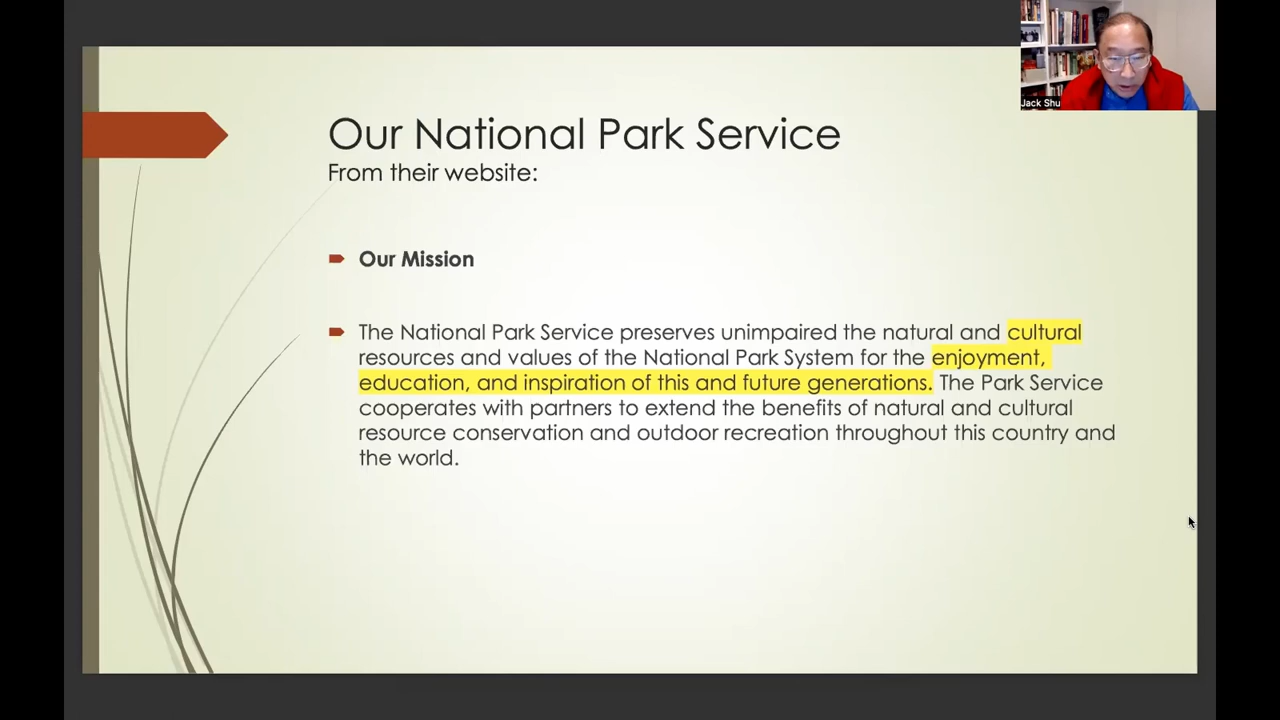 Jack Shu
Our National Park Service
From their website:
Our Mission
The National Park Service preserves unimpaired the natural and cultural
resources and values of the National Park System for the enjoyment,
education, and inspiration of this and future generations. The Park Service
cooperates with partners to extend the benefits of natural and cultural
resource conservation and outdoor recreation throughout this country and
the world.